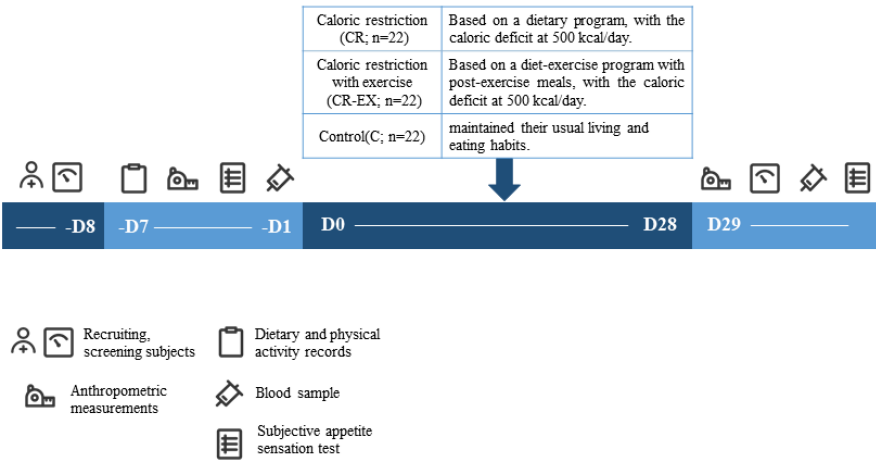 Caloric restriction
(CR; n=22)
Based on a dietary program, with the
caloric deficit at 500 kcal/day.
Caloric restriction
with exercise
(CR-EX; n=22)
Based on a diet-exercise program with
post-exercise meals, with the caloric
deficit at 500 kcal/day.
Control(C; n=22)
maintained their usual living and
eating habits.
-D8
-D7
-D1
D0
D28
D29
Recruiting,
screening subjects
Dietary and physical
activity records
Anthropometric
measurements
Blood sample
Subjective appetite
sensation test